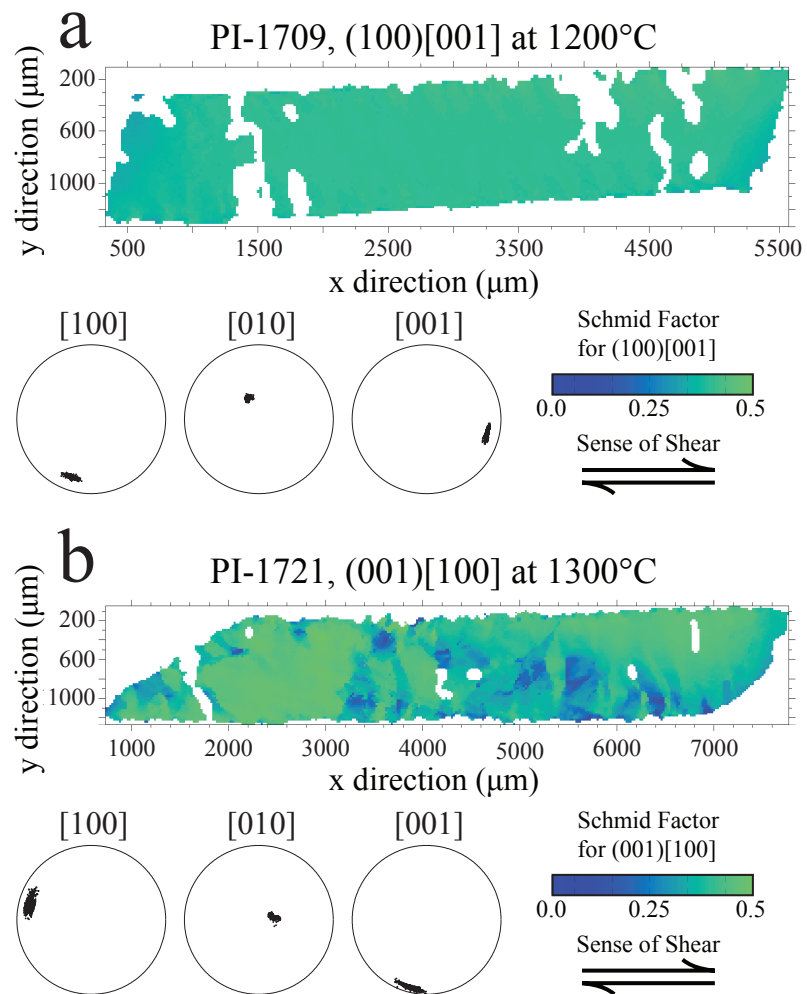 a
PI-1709, (100)[001] at 1200°C
y direction (μm)
200
600
1000
500
1500
2500
3500
4500
5500
x direction (μm)
[100]
[010]
[001]
Schmid Factor
for (100)[001]
0.0
0.25
0.5
Sense of Shear
b
PI-1721, (001)[100] at 1300°C
y direction (μm)
200
600
1000
1000
2000
3000
4000
5000
6000
7000
x direction (μm)
[100]
[010]
[001]
Schmid Factor
for (001)[100]
0.0
0.25
0.5
Sense of Shear